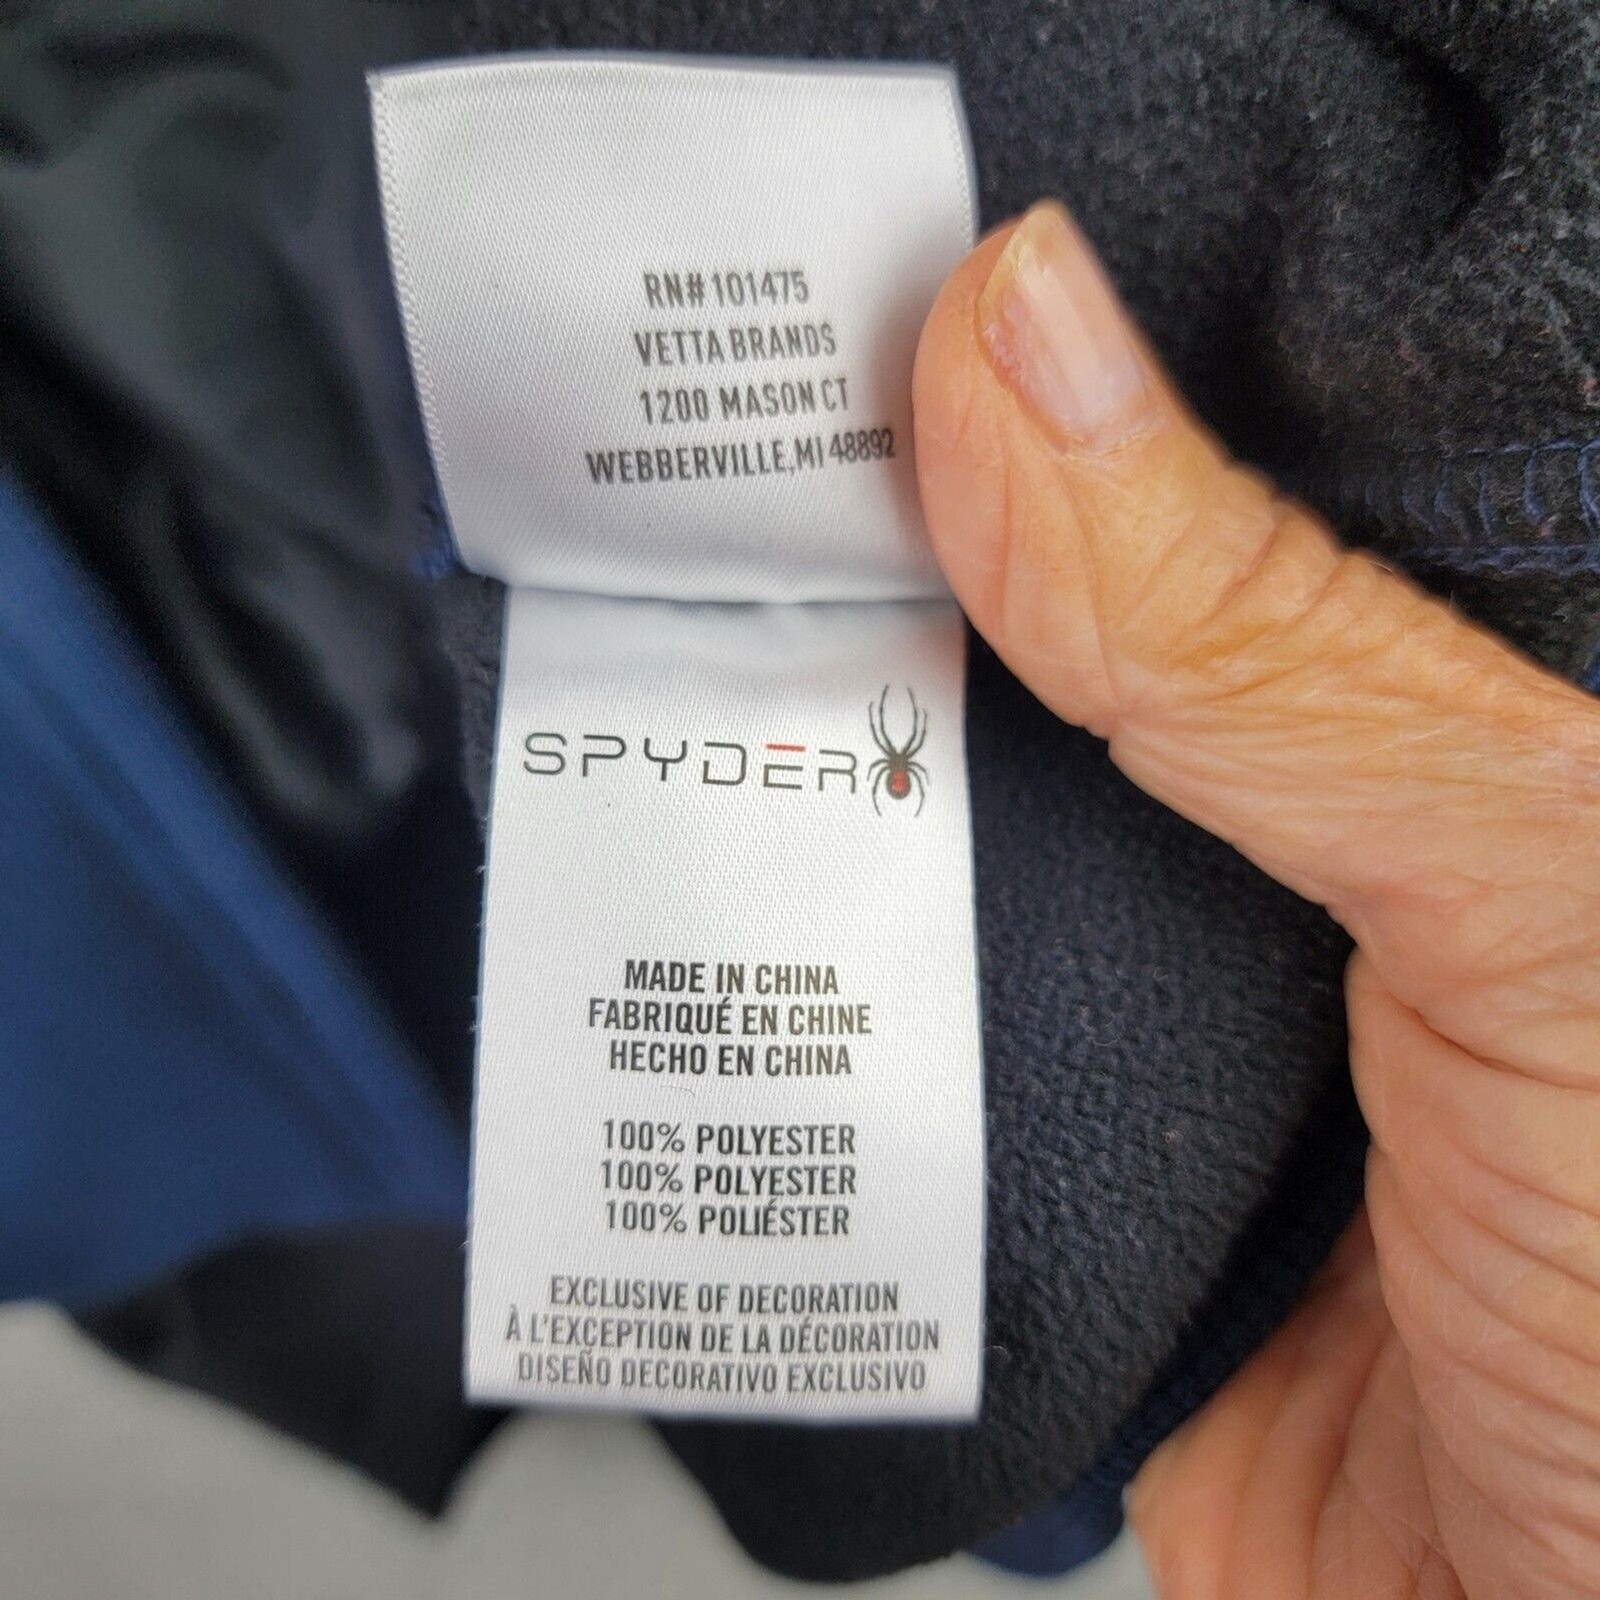 RN# 101475
VETTA BRANDS
1200 MASON CT
WEBBERVILLE, MI 48892
SPYDER
MADE IN CHINA
FABRIQUÉ EN CHINE
HECHO EN CHINA
100% POLYESTER
100% POLYESTER
100% POLIÉSTER
EXCLUSIVE OF DECORATION
À L'EXCEPTION DE LA DÉCORATION
DISEÑO DECORATIVO EXCLUSIVO